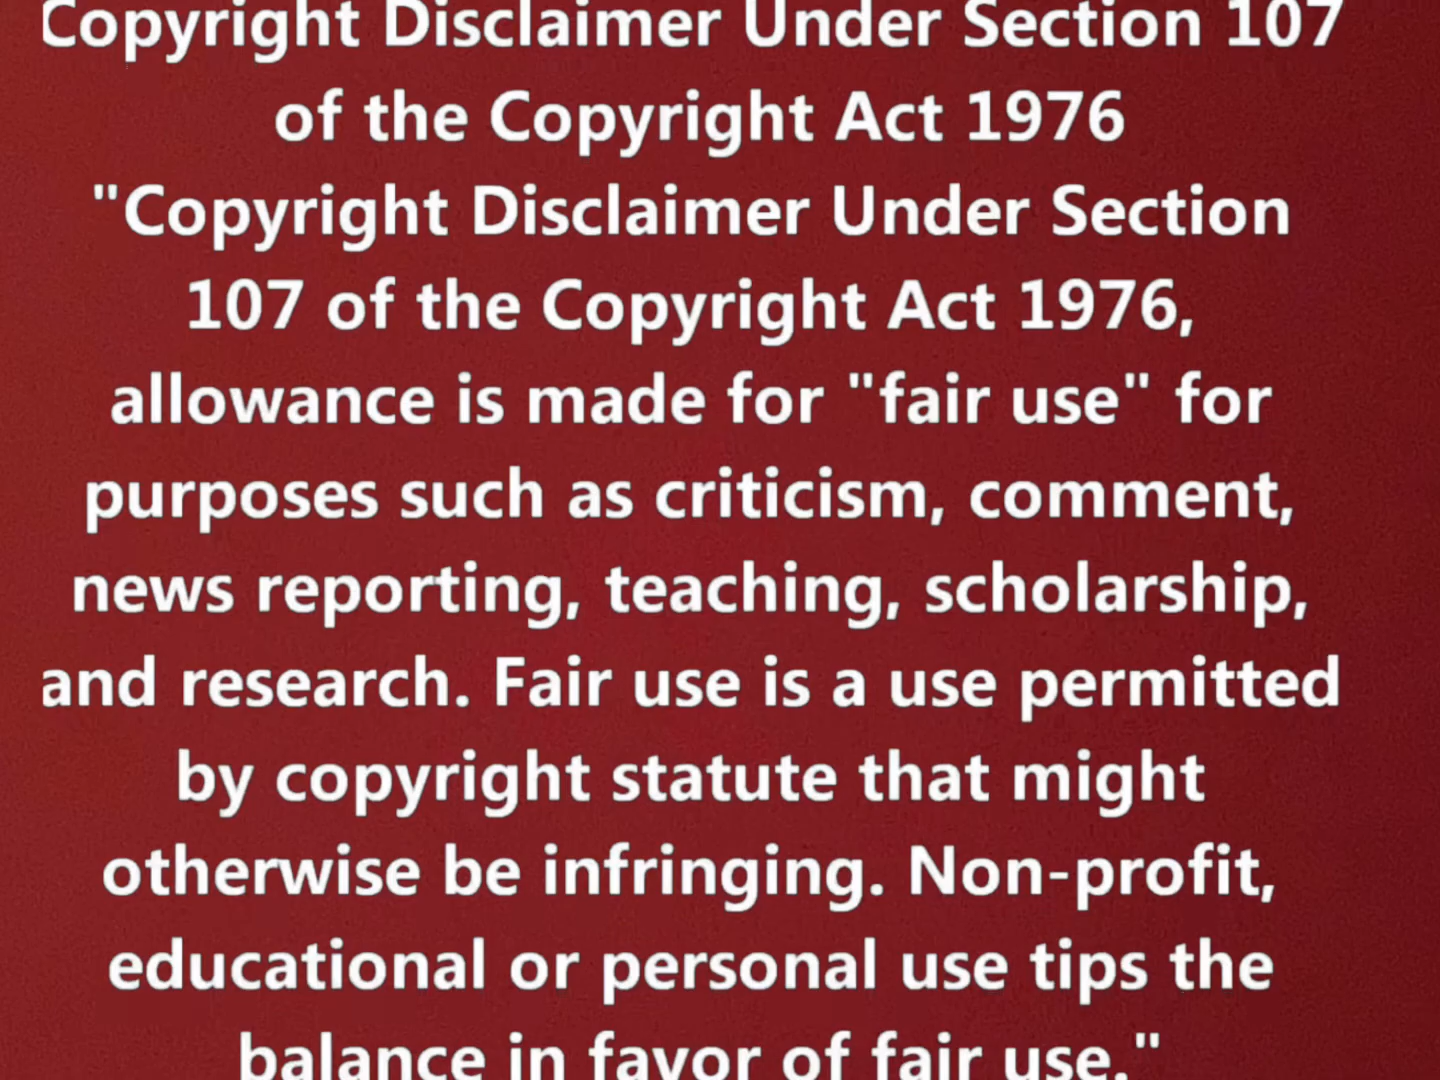 Copyright Disclaimer Under Section 107
of the Copyright Act 1976
"Copyright Disclaimer Under Section
107 of the Copyright Act 1976,
allowance is made for "fair use" for
purposes such as criticism, comment,
news reporting, teaching, scholarship,
and research. Fair use is a use permitted
by copyright statute that might
otherwise be infringing. Non-profit,
educational or personal use tips the
balance in favor of fair use."